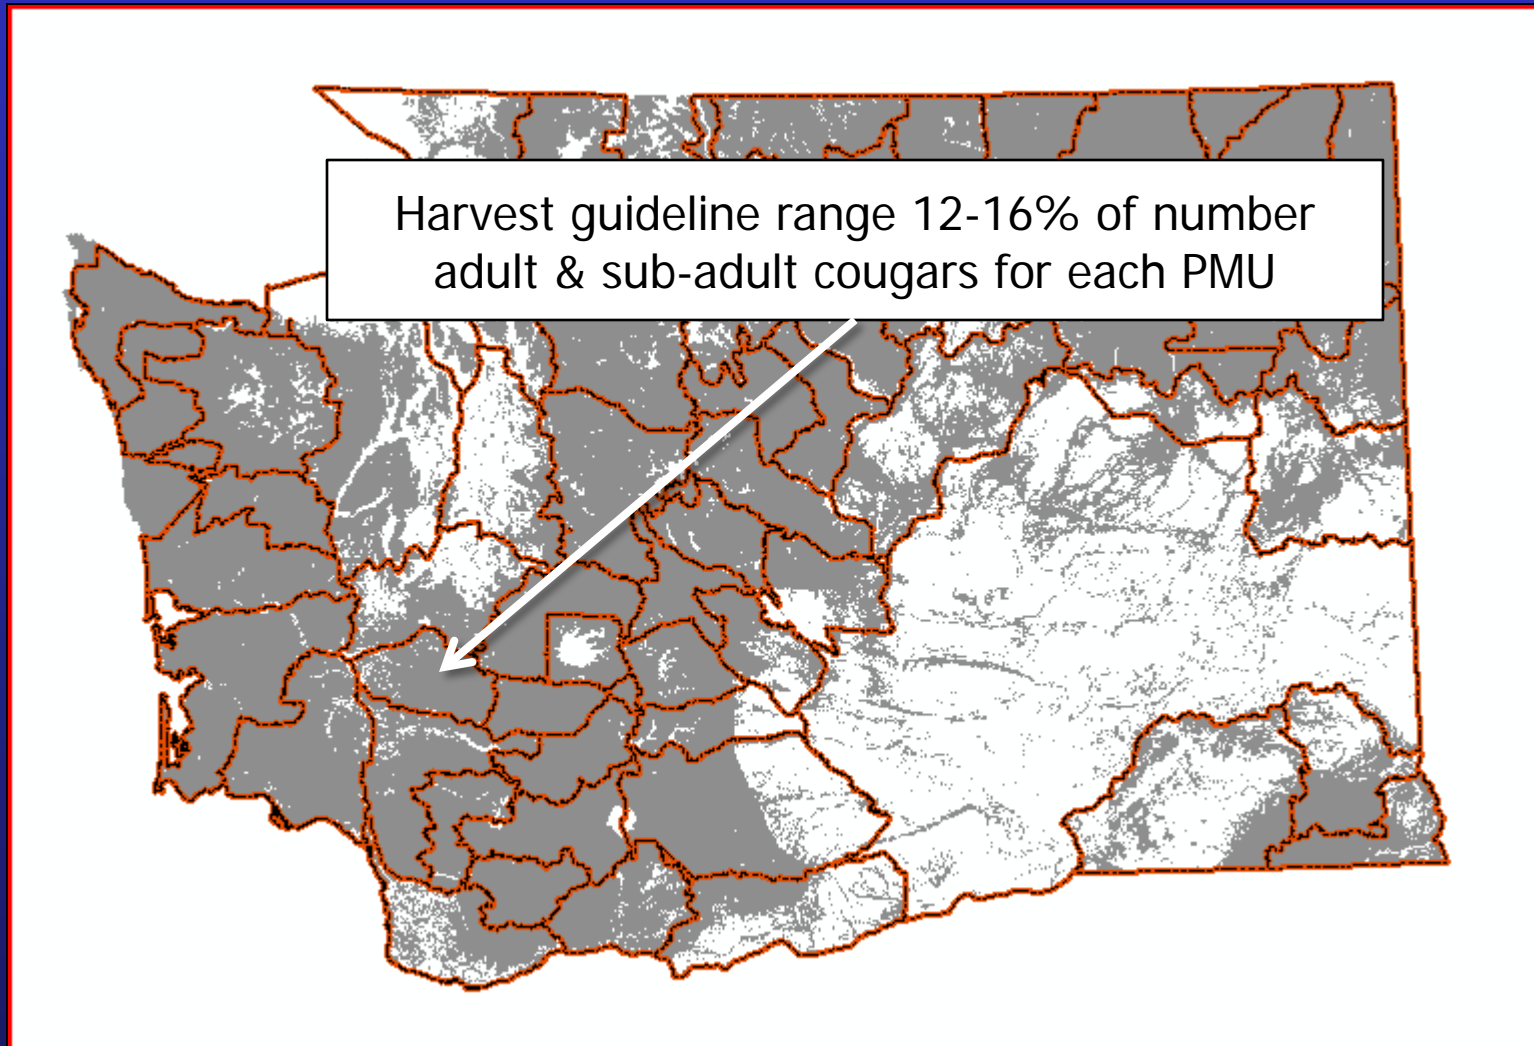 Harvest guideline range 12-16% of number
adult & sub-adult cougars for each PMU